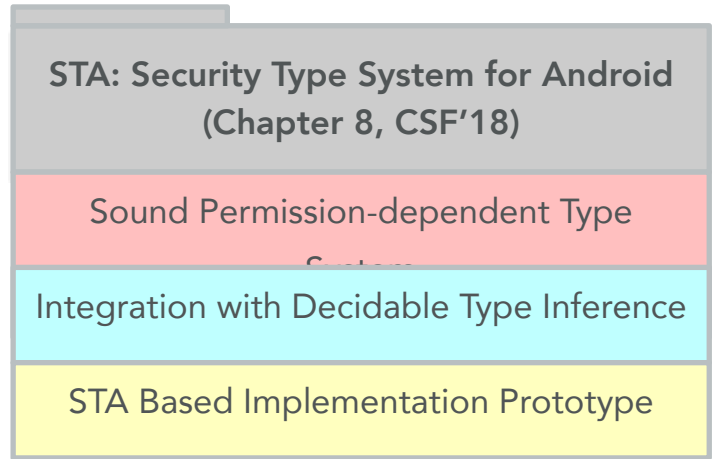 STA: Security Type System for Android
(Chapter 8, CSF’18)
Sound Permission-dependent Type
System
Integration with Decidable Type Inference
STA Based Implementation Prototype